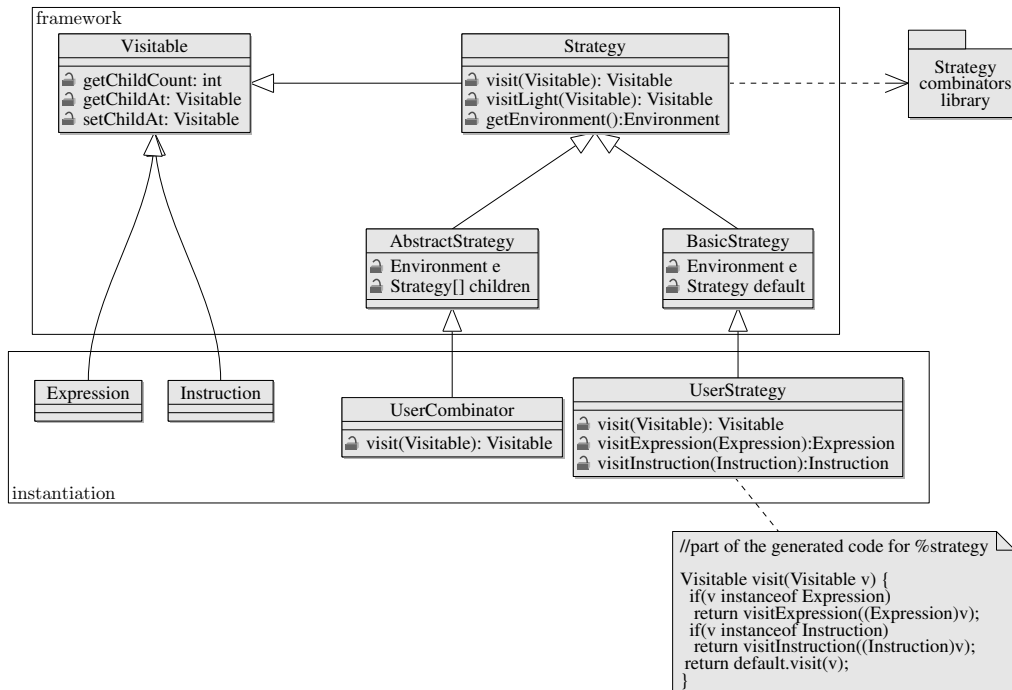 framework
Visitable
getChildCount: int
getChildAt: Visitable
setChildAt: Visitable
Strategy
visit(Visitable): Visitable
visitLight(Visitable): Visitable
getEnvironment():Environment
Strategy
combinators
library
AbstractStrategy
Environment e
Strategy[] children
BasicStrategy
Environment e
Strategy default
Expression
Instruction
UserCombinator
visit(Visitable): Visitable
UserStrategy
visit(Visitable): Visitable
visitExpression(Expression):Expression
visitInstruction(Instruction):Instruction
instantiation
//part of the generated code for %strategy
Visitable visit(Visitable v) {
if(v instanceof Expression)
return visitExpression((Expression)v);
if(v instanceof Instruction)
return visitInstruction((Instruction)v);
return default.visit(v);
}